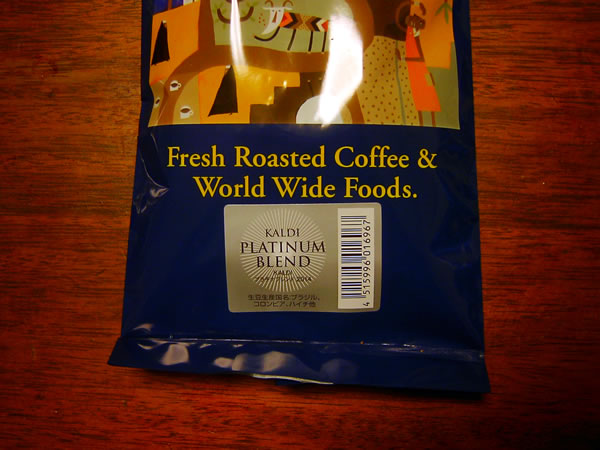 Fresh Roasted Coffee &
World Wide Foods.
KALDI
PLATINUM
BLEND
KALDI
生豆生産国名:ブラジル、
コロンビア、ハイチ他
4 515996 016967